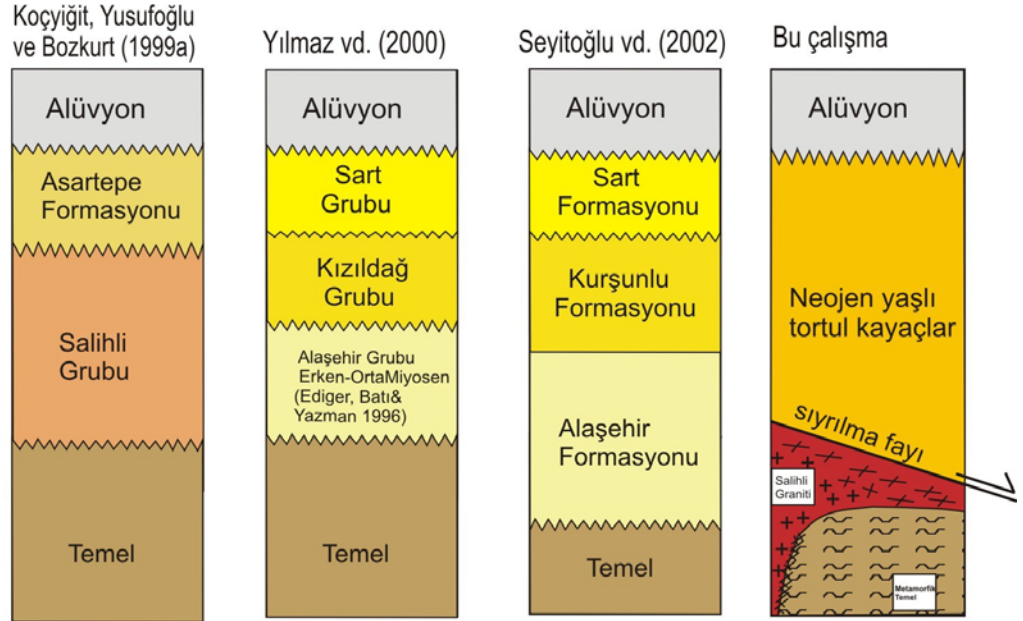 Koçyiğit, Yusufoğlu
ve Bozkurt (1999a)
Alüvyon
Asartepe
Formasyonu
Salihli
Grubu
Temel
Yılmaz vd. (2000)
Alüvyon
Sart
Grubu
Kızıldağ
Grubu
Alaşehir Grubu
Erken-OrtaMiyosen
(Ediger, Batı&
Yazman 1996)
Temel
Seyitoğlu vd. (2002)
Alüvyon
Sart
Formasyonu
Kurşunlu
Formasyonu
Alaşehir
Formasyonu
Temel
Bu çalışma
Alüvyon
Neojen yaşlı
tortul kayaçlar
sıyrılma fayı
Salihli
Graniti
Metamorfik
Temel